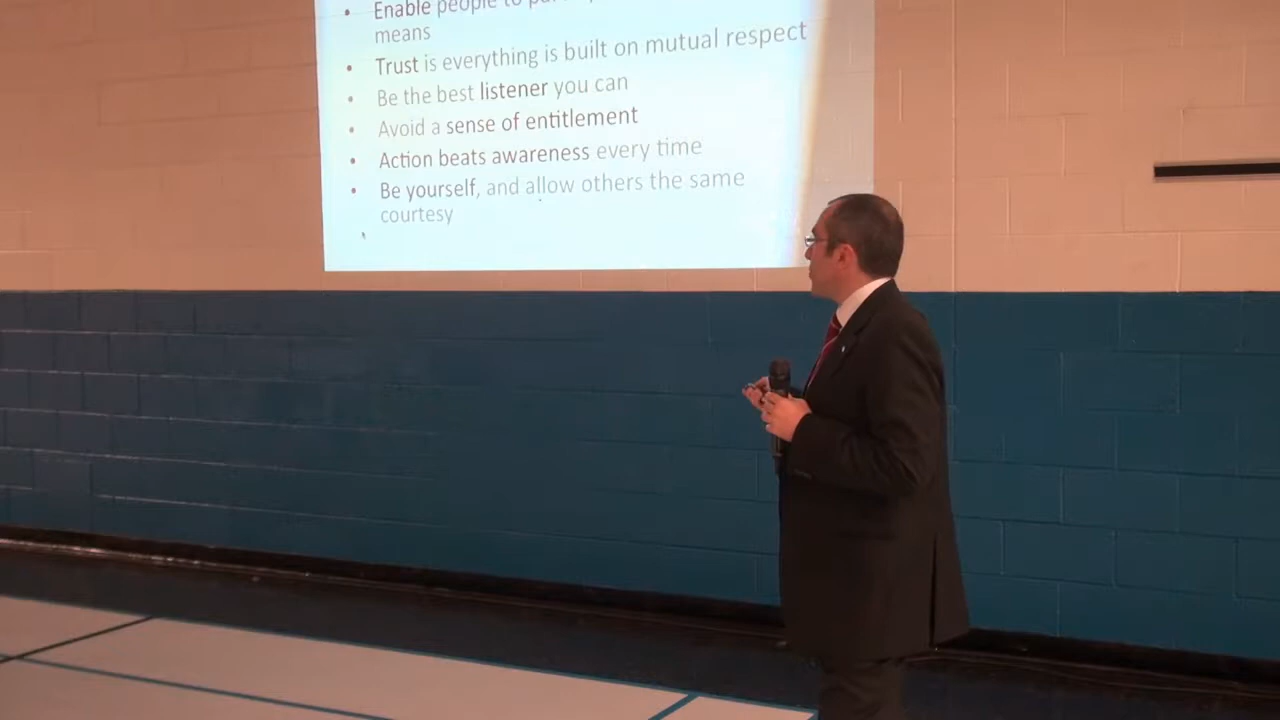 • Enable people to
means
• Trust is everything is built on mutual respect
• Be the best listener you can
• Avoid a sense of entitlement
• Action beats awareness every time
• Be yourself, and allow others the same
courtesy